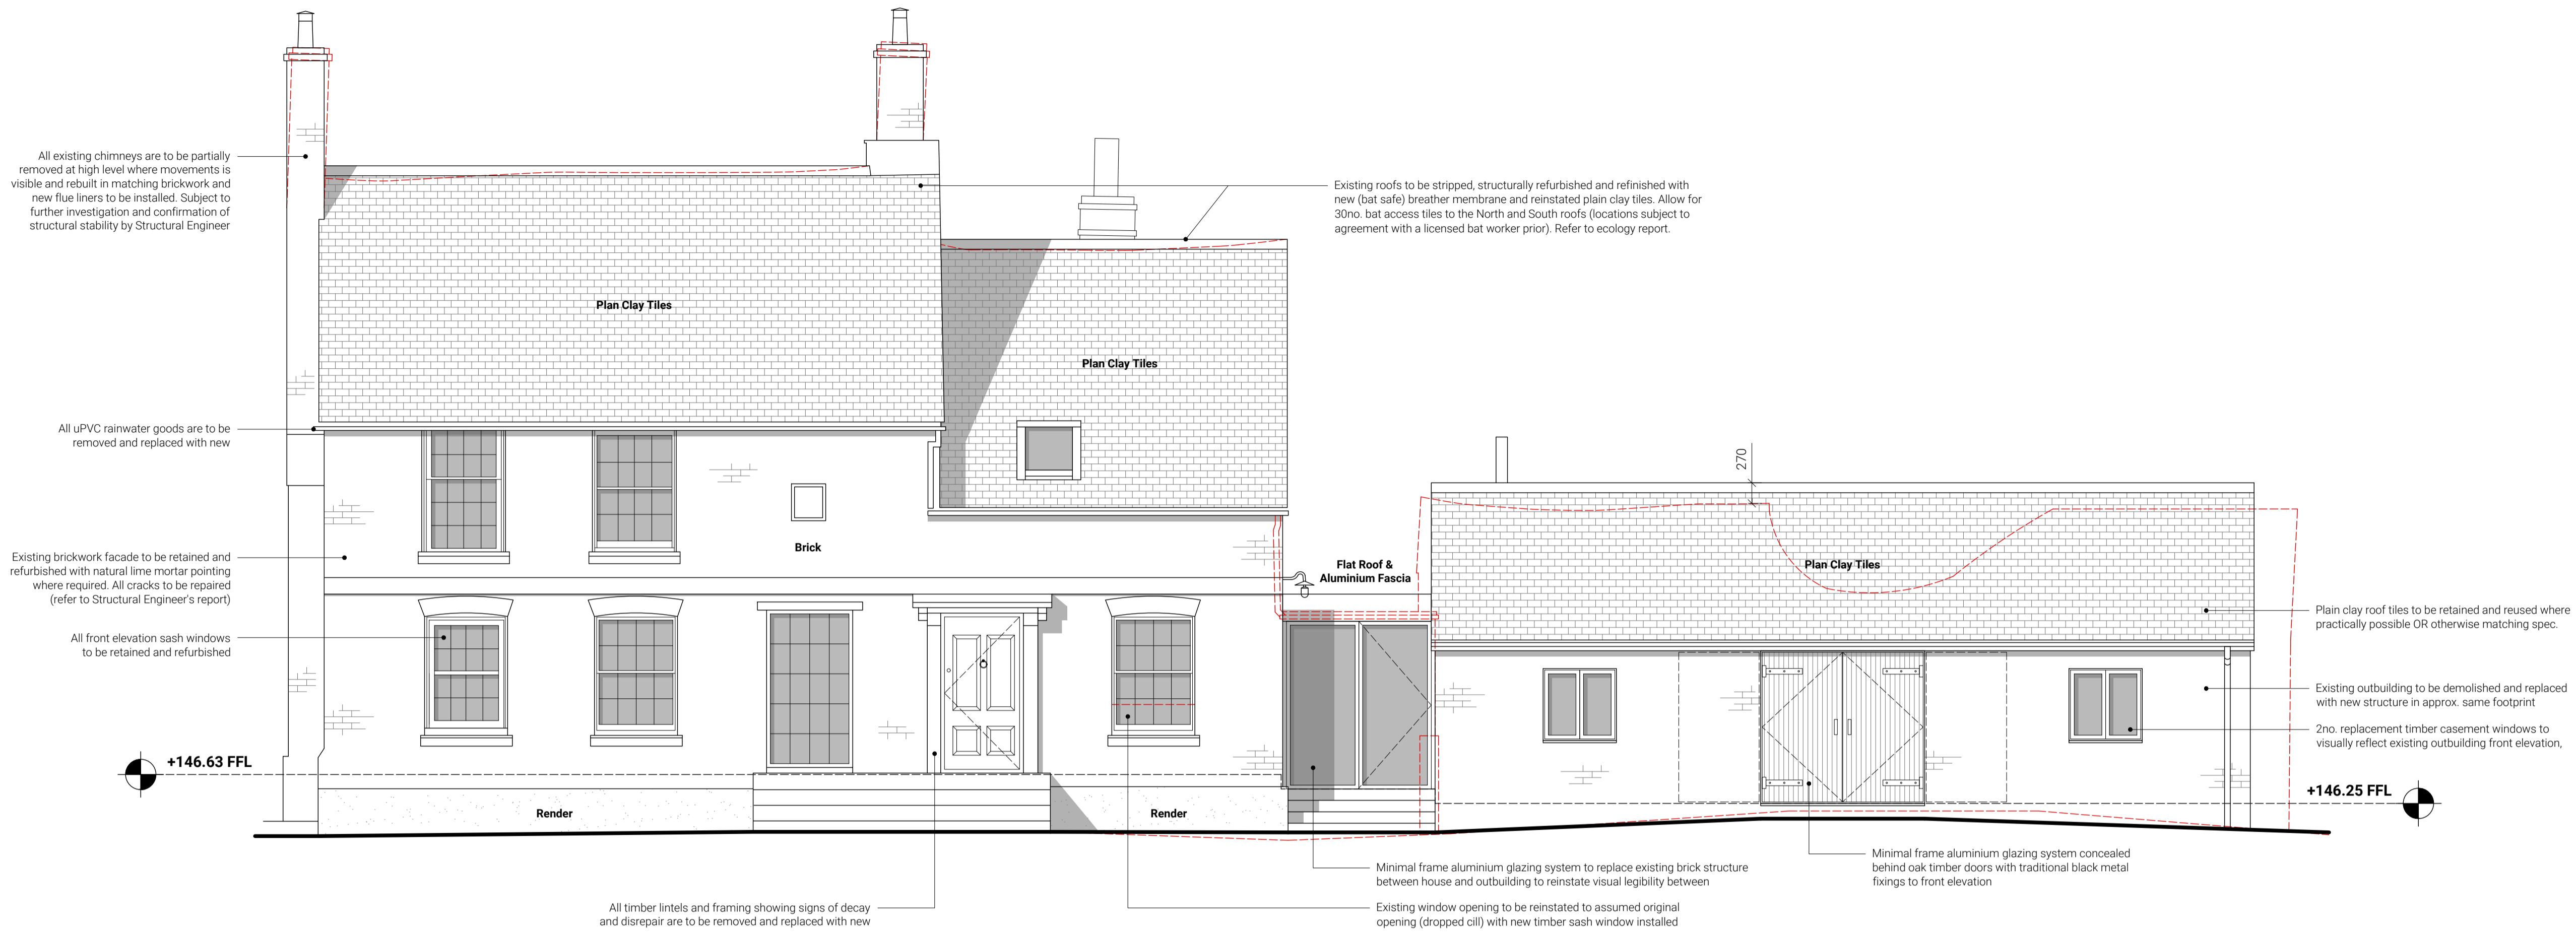 All existing chimneys are to be partially
removed at high level where movements is
visible and rebuilt in matching brickwork and
new flue liners to be installed. Subject to
further investigation and confirmation of
structural stability by Structural Engineer
Existing roofs to be stripped, structurally refurbished and refinished with
new (bat safe) breather membrane and reinstated plain clay tiles. Allow for
30no. bat access tiles to the North and South roofs (locations subject to
agreement with a licensed bat worker prior). Refer to ecology report.
Plan Clay Tiles
Plan Clay Tiles
All uPVC rainwater goods are to be
removed and replaced with new
270
Existing brickwork facade to be retained and
refurbished with natural lime mortar pointing
where required. All cracks to be repaired
(refer to Structural Engineer's report)
Brick
Flat Roof &
Aluminium Fascia
Plan Clay Tiles
All front elevation sash windows
to be retained and refurbished
Plain clay roof tiles to be retained and reused where
practically possible OR otherwise matching spec.
Existing outbuilding to be demolished and replaced
with new structure in approx. same footprint
2no. replacement timber casement windows to
visually reflect existing outbuilding front elevation,
+146.63 FFL
+146.25 FFL
Render
Render
Minimal frame aluminium glazing system to replace existing brick structure
between house and outbuilding to reinstate visual legibility between
Minimal frame aluminium glazing system concealed
behind oak timber doors with traditional black metal
fixings to front elevation
All timber lintels and framing showing signs of decay
and disrepair are to be removed and replaced with new
Existing window opening to be reinstated to assumed original
opening (dropped cill) with new timber sash window installed